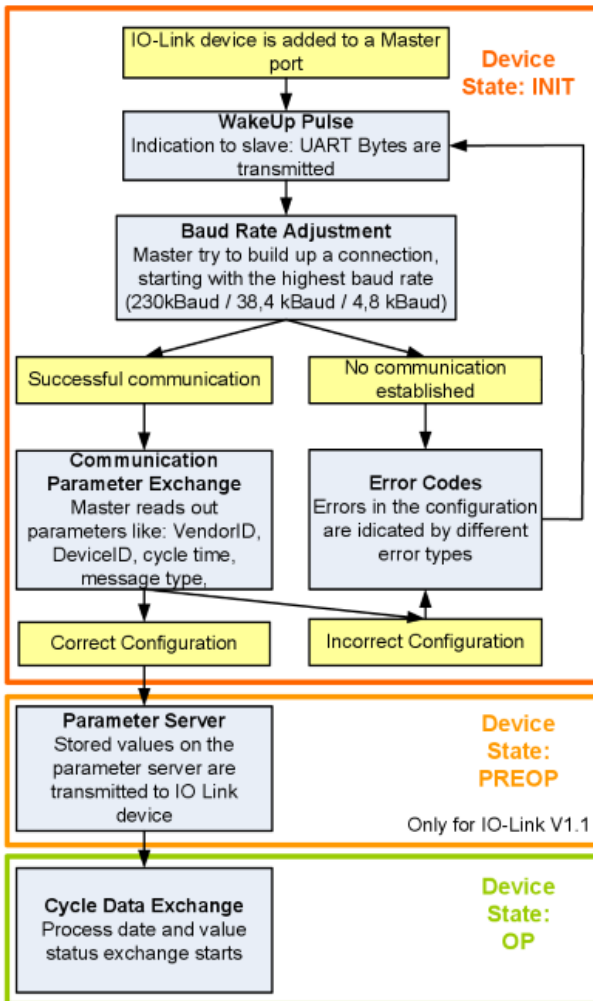 IO-Link device is added to a Master
port
Device
State: INIT
WakeUp Pulse
Indication to slave: UART Bytes are
transmitted
Baud Rate Adjustment
Master try to build up a connection,
starting with the highest baud rate
(230kBaud / 38,4 kBaud / 4,8 kBaud)
Successful communication
No communication
established
Communication
Parameter Exchange
Master reads out
parameters like: VendorID,
DeviceID, cycle time,
message type,
Error Codes
Errors in the configuration
are idicated by different
error types
Correct Configuration
Incorrect Configuration
Parameter Server
Stored values on the
parameter server are
transmitted to IO Link
device
Device
State:
PREOP
Only for IO-Link V1.1
Cycle Data Exchange
Process date and value
status exchange starts
Device
State:
OP